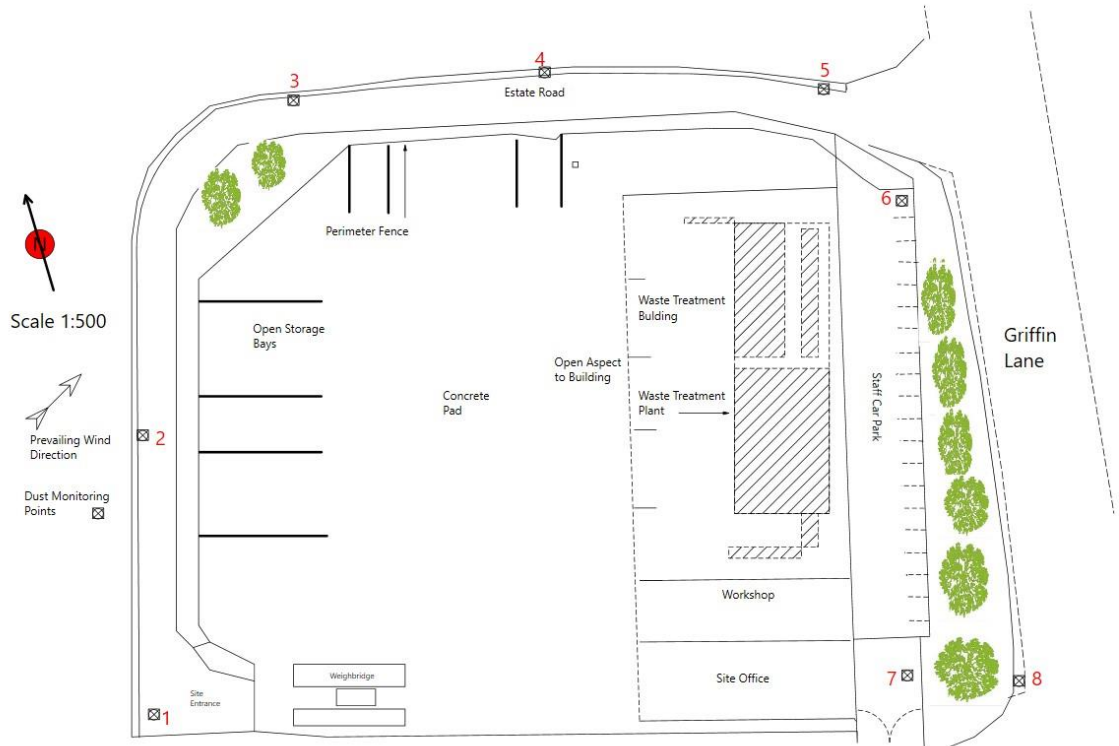 4
5
3
Estate Road
6
Perimeter Fence
N
Scale 1:500
Open Storage
Bays
Waste Treatment
Bulding
Griffin
Lane
Open Aspect
to Building
Staff Car Park
Concrete
Pad
Waste Treatment
Plant
2
Prevailing Wind
Direction
Dust Monitoring
Points
Workshop
Weighbridge
Site Office
7
8
Site
Entrance
1